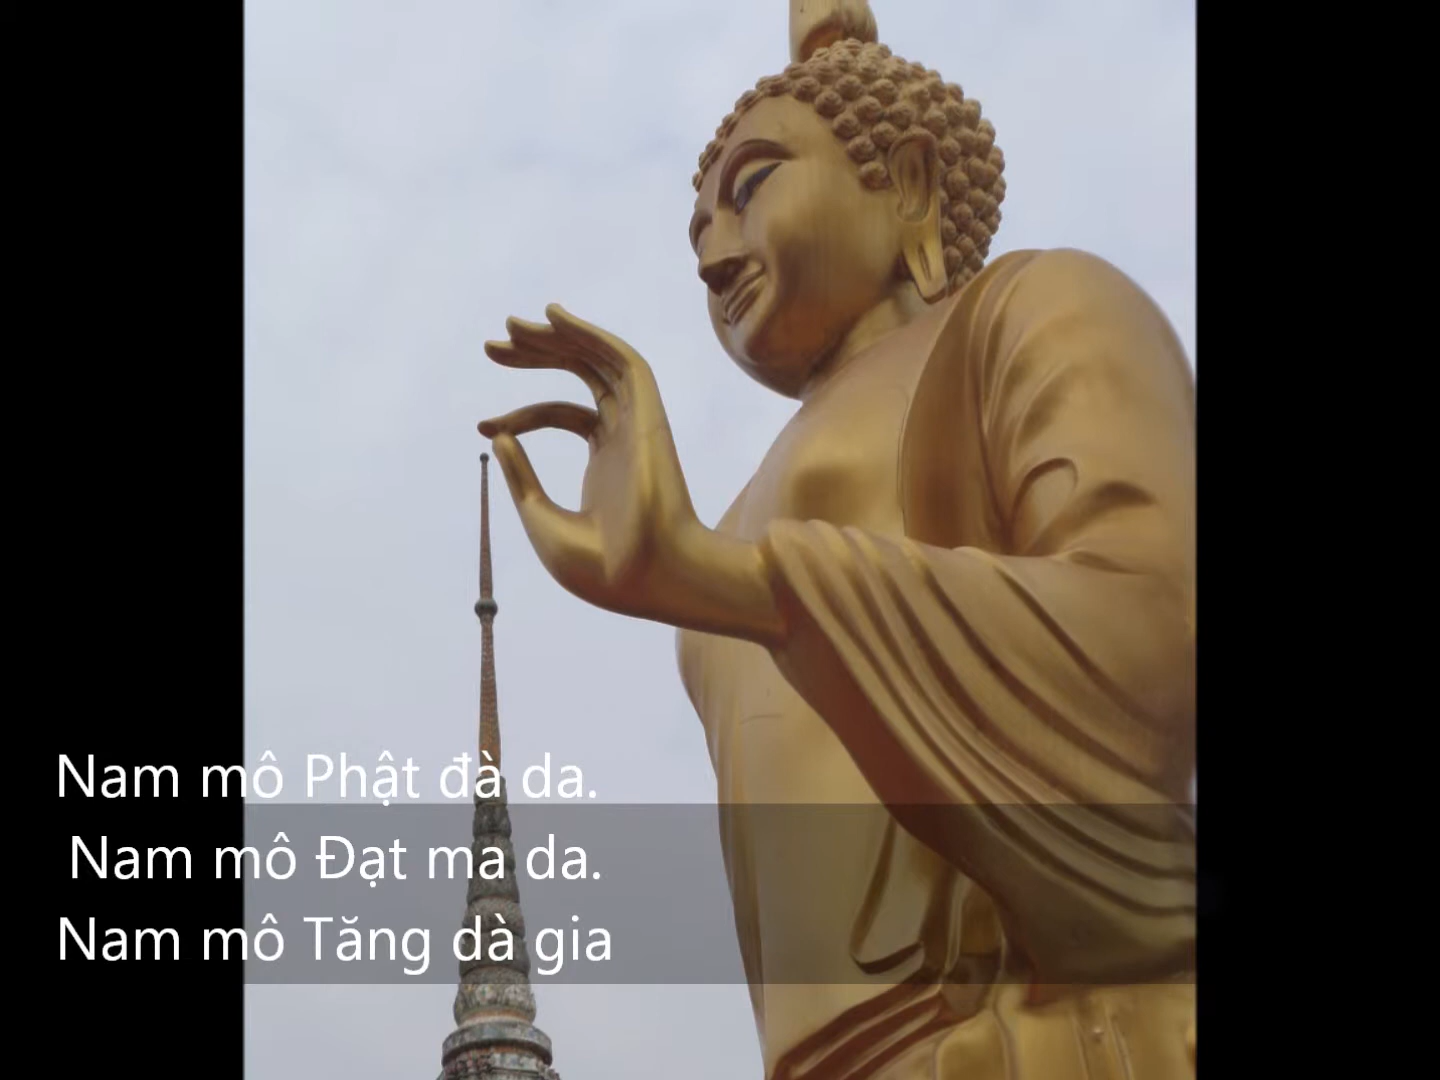 Nam mô Phật đà da.
Nam mô Đạt ma da.
Nam mô Tăng dà gia